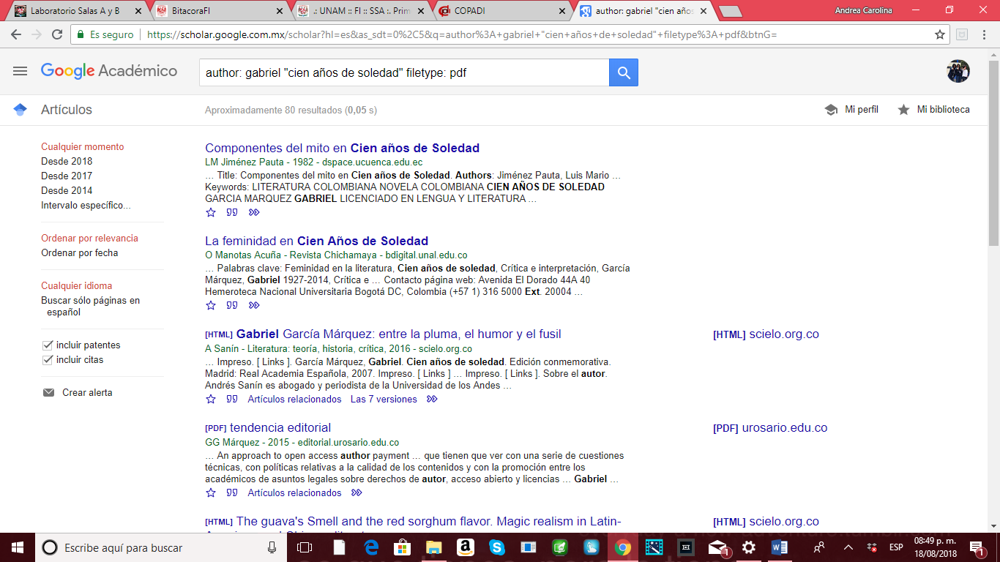 Laboratorio Salas A y B
BitacoraFI
.: UNAM :: FI :: SSA :. Prim
COPADI
author: gabriel "cien años
Andrea Carolina
Es seguro
https://scholar.google.com.mx/scholar?hl=es&as_sdt=0%2C5&q=author%3A+gabriel+"cien+años+de+soledad"+filetype%3A+pdf&btnG=
Google Académico
author: gabriel "cien años de soledad" filetype: pdf
Artículos
Aproximadamente 80 resultados (0,05 s)
Mi perfil
Mi biblioteca
Cualquier momento
Desde 2018
Desde 2017
Desde 2014
Intervalo específico...
Ordenar por relevancia
Ordenar por fecha
Cualquier idioma
Buscar sólo páginas en
español
incluir patentes
incluir citas
Crear alerta
Componentes del mito en Cien años de Soledad
LM Jiménez Pauta - 1982 - dspace.ucuenca.edu.ec
... Title: Componentes del mito en Cien años de Soledad. Authors: Jiménez Pauta, Luis Mario ...
Keywords: LITERATURA COLOMBIANA NOVELA COLOMBIANA CIEN AÑOS DE SOLEDAD
GARCIA MARQUEZ GABRIEL LICENCIADO EN LENGUA Y LITERATURA ...
La feminidad en Cien Años de Soledad
O Manotas Acuña - Revista Chichamaya - bdigital.unal.edu.co
... Palabras clave: Feminidad en la literatura, Cien años de soledad, Crítica e interpretación, García
Márquez, Gabriel 1927-2014, Crítica e ... Contacto página web: Avenida El Dorado 44A 40
Hemeroteca Nacional Universitaria Bogotá DC, Colombia (+57 1) 316 5000 Ext. 20004 ...
[HTML] Gabriel García Márquez: entre la pluma, el humor y el fusil
[HTML] scielo.org.co
A Sanín - Literatura: teoría, historia, crítica, 2016 - scielo.org.co
... Impreso. [ Links ]. García Márquez, Gabriel. Cien años de soledad. Edición conmemorativa.
Madrid: Real Academia Española, 2007. Impreso. [ Links ] ... Impreso. [ Links ]. Sobre el autor.
Andrés Sanín es abogado y periodista de la Universidad de los Andes ...
Artículos relacionados Las 7 versiones
[PDF] tendencia editorial
[PDF] urosario.edu.co
GG Márquez - 2015 - editorial.urosario.edu.co
... An approach to open access author payment ... que tienen que ver con una serie de cuestiones
técnicas, con políticas relativas a la calidad de los contenidos y con la promoción entre los
académicos de asuntos legales sobre derechos de autor, acceso abierto y licencias ... Gabriel ...
Artículos relacionados
[HTML] The guava's Smell and the red sorghum flavor. Magic realism in Latin-
[HTML] scielo.org.co
Escribe aquí para buscar
ESP
08:49 p. m.
18/08/2018